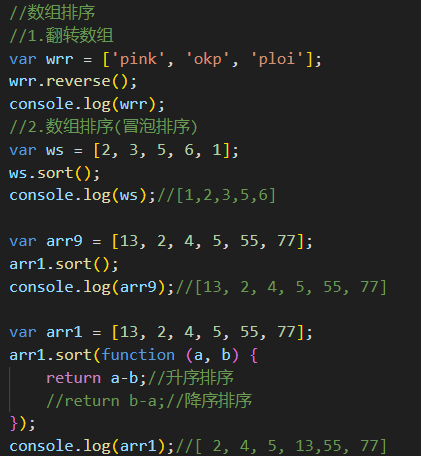 //数组排序
//1.翻转数组
var wrr = ['pink', 'okp', 'ploi'];
wrr.reverse();
console.log(wrr);
//2.数组排序(冒泡排序)
var ws = [2, 3, 5, 6, 1];
ws.sort();
console.log(ws);//[1,2,3,5,6]
var arr9 = [13, 2, 4, 5, 55, 77];
arr1.sort();
console.log(arr9);//[13, 2, 4, 5, 55, 77]
var arr1 = [13, 2, 4, 5, 55, 77];
arr1.sort(function (a, b) {
    return a-b;//升序排序
    //return b-a;//降序排序
});
console.log(arr1);//[ 2, 4, 5, 13,55, 77]